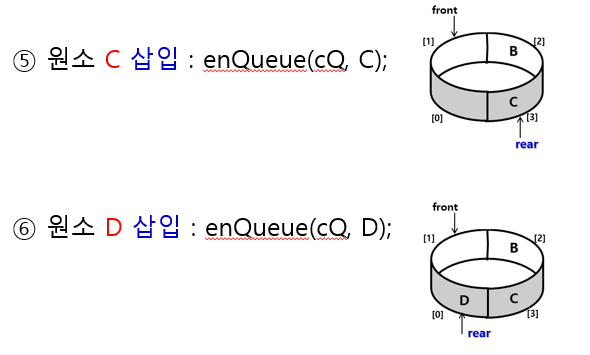 front
[1] B [2]
⑤ 원소 C 삽입 : enQueue(cQ, C);
C
[0] [3]
rear
front
⑥ 원소 D 삽입 : enQueue(cQ, D);
[1] B [2]
D C
[0] [3]
rear